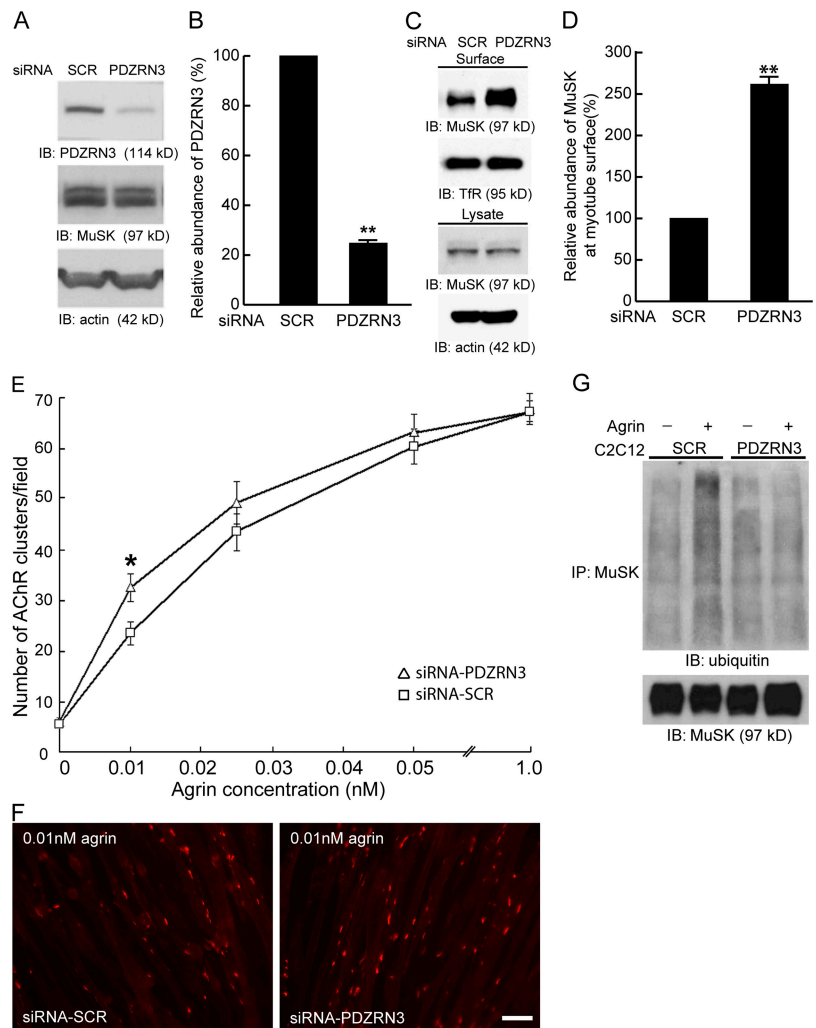 A
siRNA SCR PDZRN3
IB: PDZRN3 (114 kD)
IB: MuSK (97 kD)
IB: actin (42 kD)
B
Relative abundance of PDZRN3 (%)
100
80
60
40
20
0
**
siRNA SCR PDZRN3
C
siRNA SCR PDZRN3
Surface
IB: MuSK (97 kD)
IB: TfR (95 kD)
Lysate
IB: MuSK (97 kD)
IB: actin (42 kD)
D
Relative abundance of MuSK
at myotube surface(%)
300
250
200
150
100
50
0
**
siRNA SCR PDZRN3
E
Number of AChR clusters/field
70
60
50
40
30
20
10
0
*
siRNA-PDZRN3
siRNA-SCR
0 0.01 0.02 0.03 0.04 0.05 1.0
Agrin concentration (nM)
F
0.01nM agrin
siRNA-SCR
0.01nM agrin
siRNA-PDZRN3
G
Agrin – + – +
C2C12 SCR PDZRN3
IP: MuSK
IB: ubiquitin
IB: MuSK (97 kD)